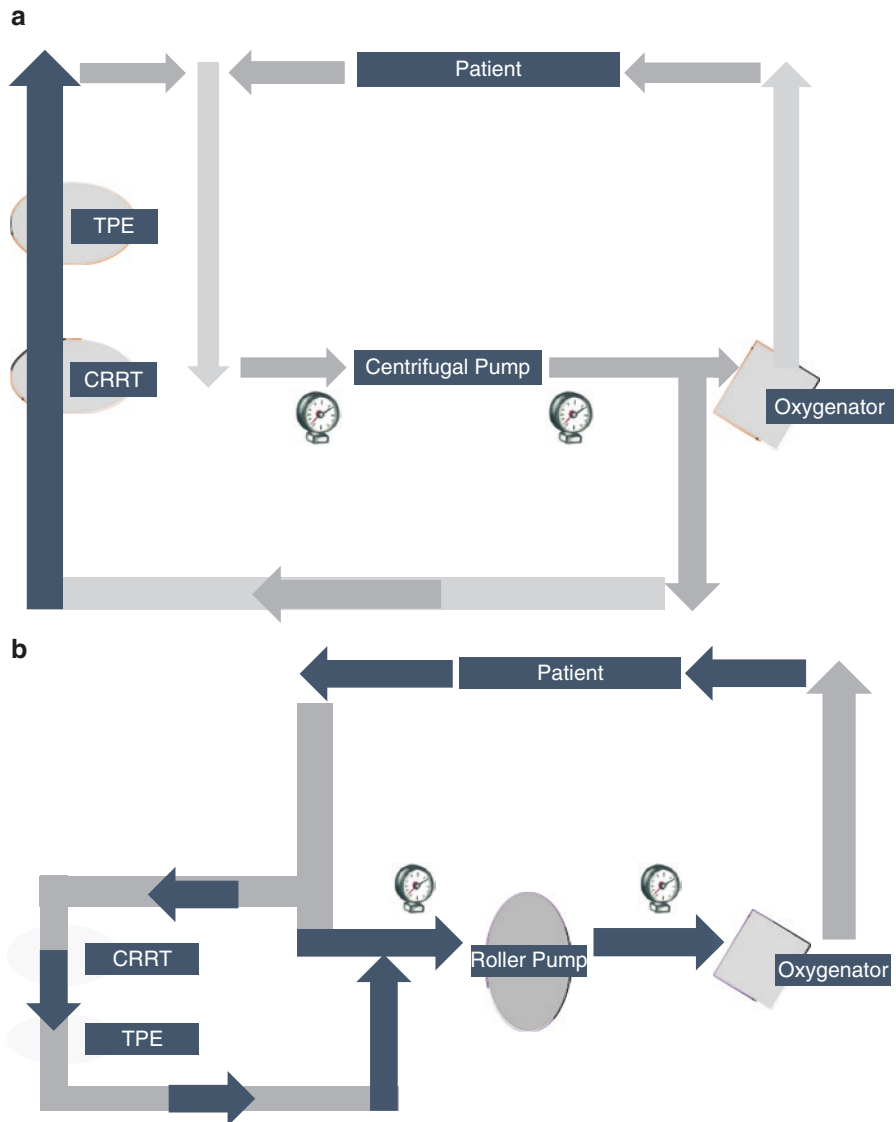 a
Patient
TPE
CRRT
Centrifugal Pump
Oxygenator
b
Patient
CRRT
Roller Pump
Oxygenator
TPE